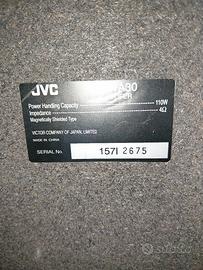 JVC
Power Handling Capacity 110W
Impedance 4Ω
Magnetically Shielded Type
VICTOR COMPANY OF JAPAN, LIMITED
MADE IN CHINA
SERIAL No. 157I 2675